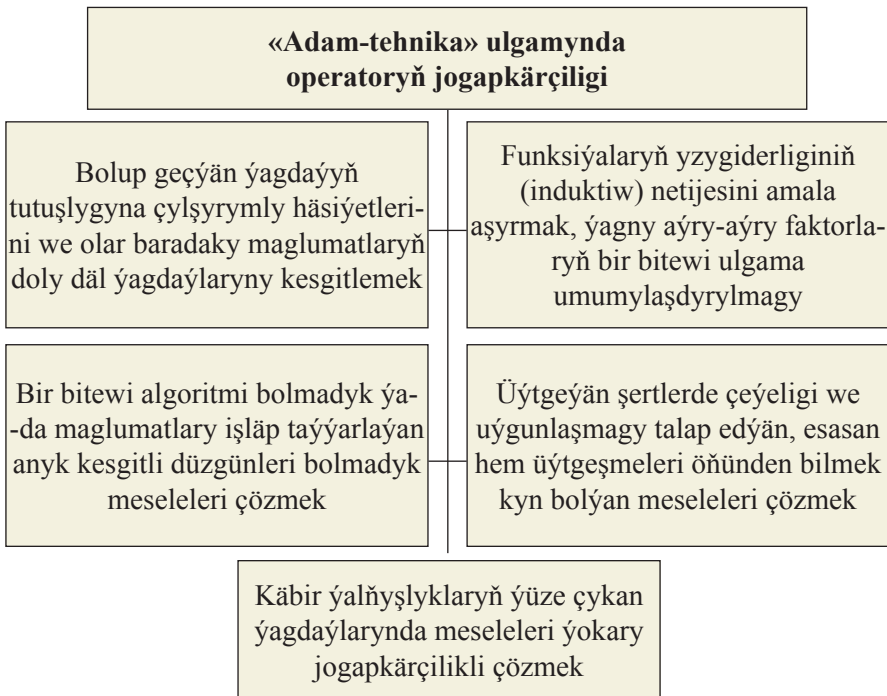 «Adam-tehnika» ulgamynda
operatoryň jogapkärçiligi
Bolup geçýän ýagdaýyň
tutuşlygyna çylşyrymly häsiýetleri-
ni we olar baradaky maglumatlaryň
doly däl ýagdaýlaryny kesgitlemek
Funksiýalaryň yzygiderliginiň
(induktiw) netijesini amala
aşyrmak, ýagny aýry-aýry faktorla-
ryň bir bitewi ulgama
umumylaşdyrylmagy
Bir bitewi algoritmi bolmadyk ýa-
-da maglumatlary işläp taýýarlaýan
anyk kesgitli düzgünleri bolmadyk
meseleleri çözmek
Üýtgeýän şertlerde çeýeligi we
uýgunlaşmagy talap edýän, esasan
hem üýtgeşmeleri öňünden bilmek
kyn bolýan meseleleri çözmek
Käbir ýalňyşlyklaryň ýüze çykan
ýagdaýlarynda meseleleri ýokary
jogapkärçilikli çözmek